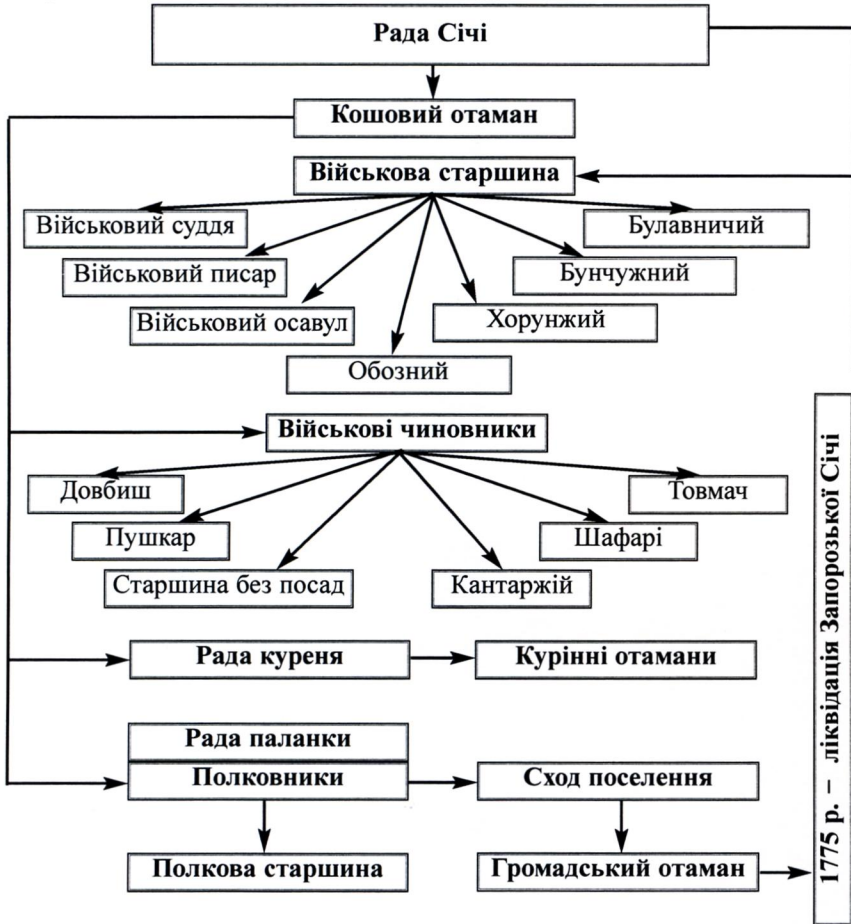 Рада Січі
Кошовий отаман
Військова старшина
Військовий суддя
Булавничий
Військовий писар
Бунчужний
Військовий осавул
Хорунжий
Обозний
Військові чиновники
Довбиш
Товмач
Пушкар
Шафарі
Старшина без посад
Кантаржій
Рада куреня
Курінні отамани
Рада паланки
Полковники
Сход поселення
Полкова старшина
Громадський отаман
1775 р. – ліквідація Запорозької Січі